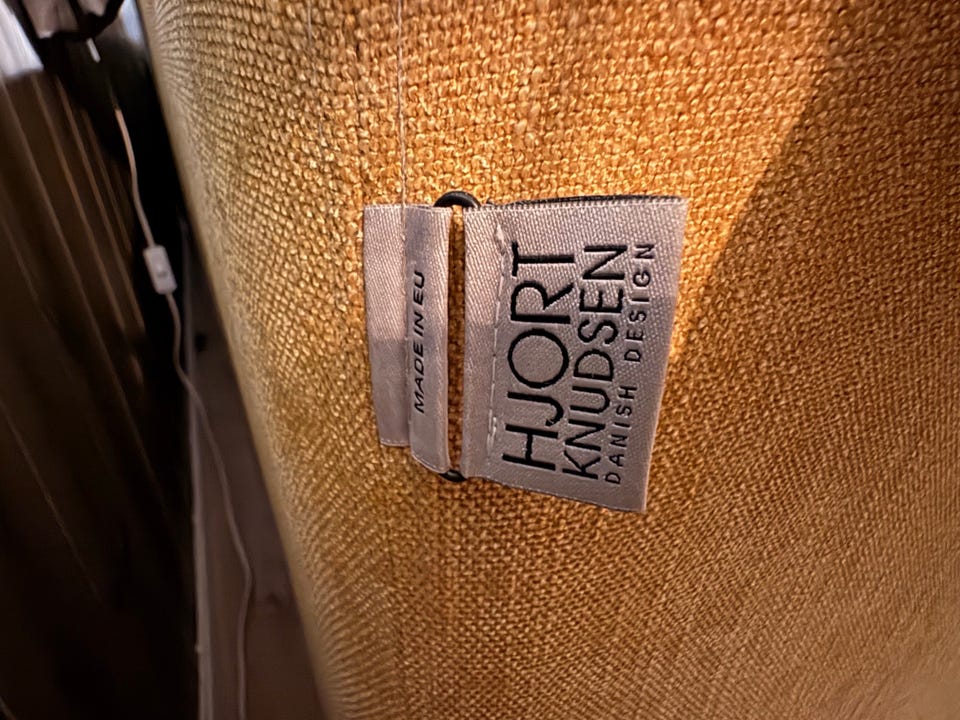 MADE IN EU
HJORT
KNUDSEN
DANISH DESIGN